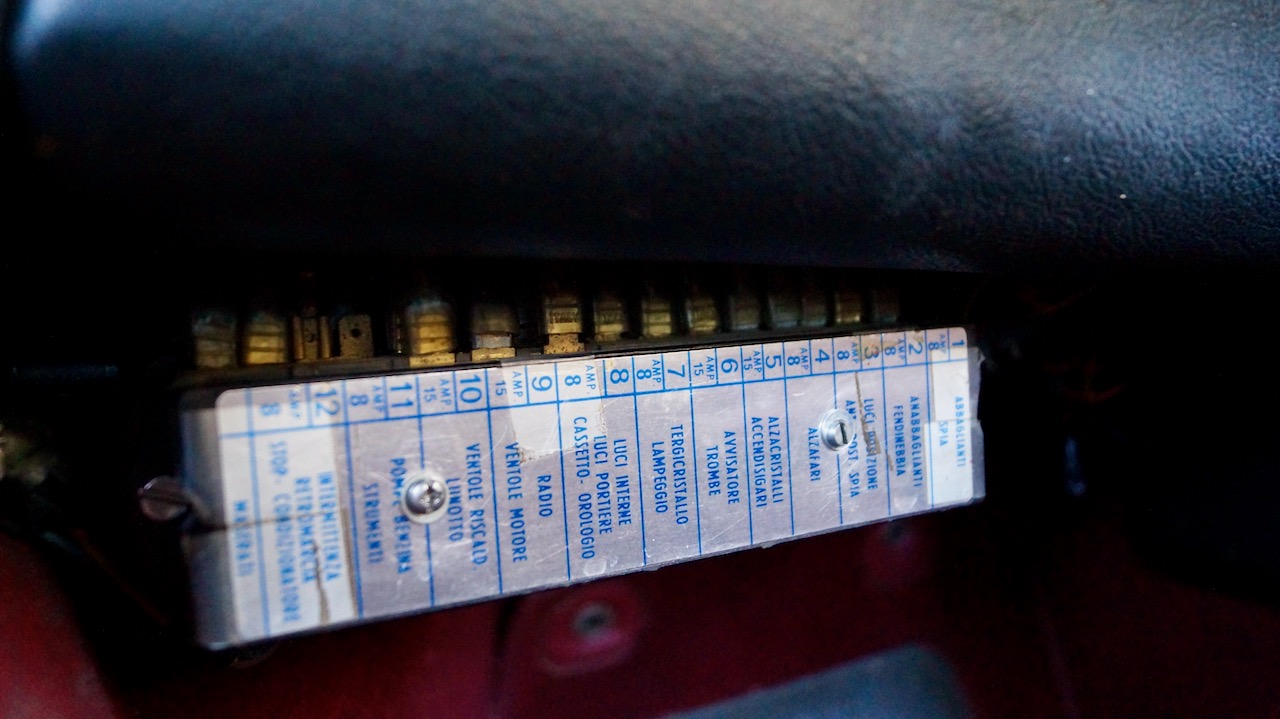 1
AMP
8
ABBAGLIANTI
SPIA
2
AMP
8
ANABBAGLIANTI
FENDINEBBIA
3
AMP
8
LUCI POSIZIONE
POST. SPIA
4
AMP
8
ALZAFARI
5
AMP
15
ALZACRISTALLI
ACCENDISIGARI
6
AMP
15
AVVISATORE
TROMBE
7
AMP
8
TERGICRISTALLO
LAMPEGGIO
8
AMP.
8
LUCI INTERNE
LUCI PORTIERE
CASSETTO - OROLOGIO
9
AMP
15
RADIO
VENTOLE MOTORE
10
AMP
15
VENTOLE RISCALD
LUNOTTO
11
AMP
8
POMPA BENZINA
STRUMENTI
12
AMP
8
INTERMITTENZA
RETROMARCIA
STOP - CONDIZIONATORE